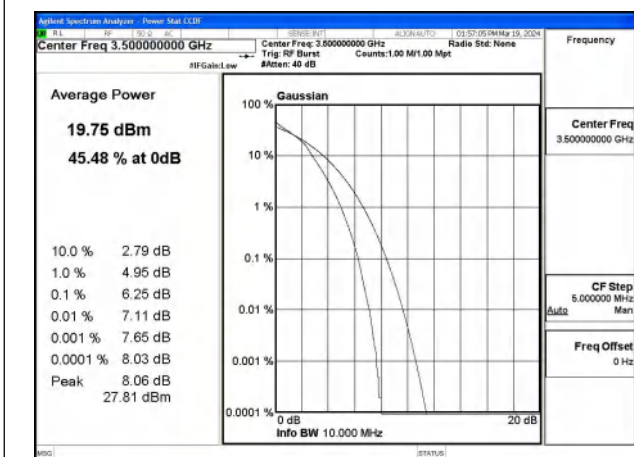 Agilent Spectrum Analyzer - Power Stat CCDF
RL RF 50 Ω AC SENSE:INT ALIGN AUTO 01:57:05 PM Mar 19, 2024
Center Freq 3.500000000 GHz
Center Freq: 3.500000000 GHz Radio Std: None
Trig: RF Burst Counts:1.00 M/1.00 Mpt
#IFGain:Low #Atten: 40 dB
Frequency
Average Power
19.75 dBm
45.48 % at 0dB
10.0 % 2.79 dB
1.0 % 4.95 dB
0.1 % 6.25 dB
0.01 % 7.11 dB
0.001 % 7.65 dB
0.0001 % 8.03 dB
Peak 8.06 dB
27.81 dBm
Gaussian
100 %
10 %
1 %
0.1 %
0.01 %
0.001 %
0.0001 %
0 dB 20 dB
Info BW 10.000 MHz
Center Freq
3.500000000 GHz
CF Step
5.000000 MHz
Auto Man
Freq Offset
0 Hz
MSG STATUS